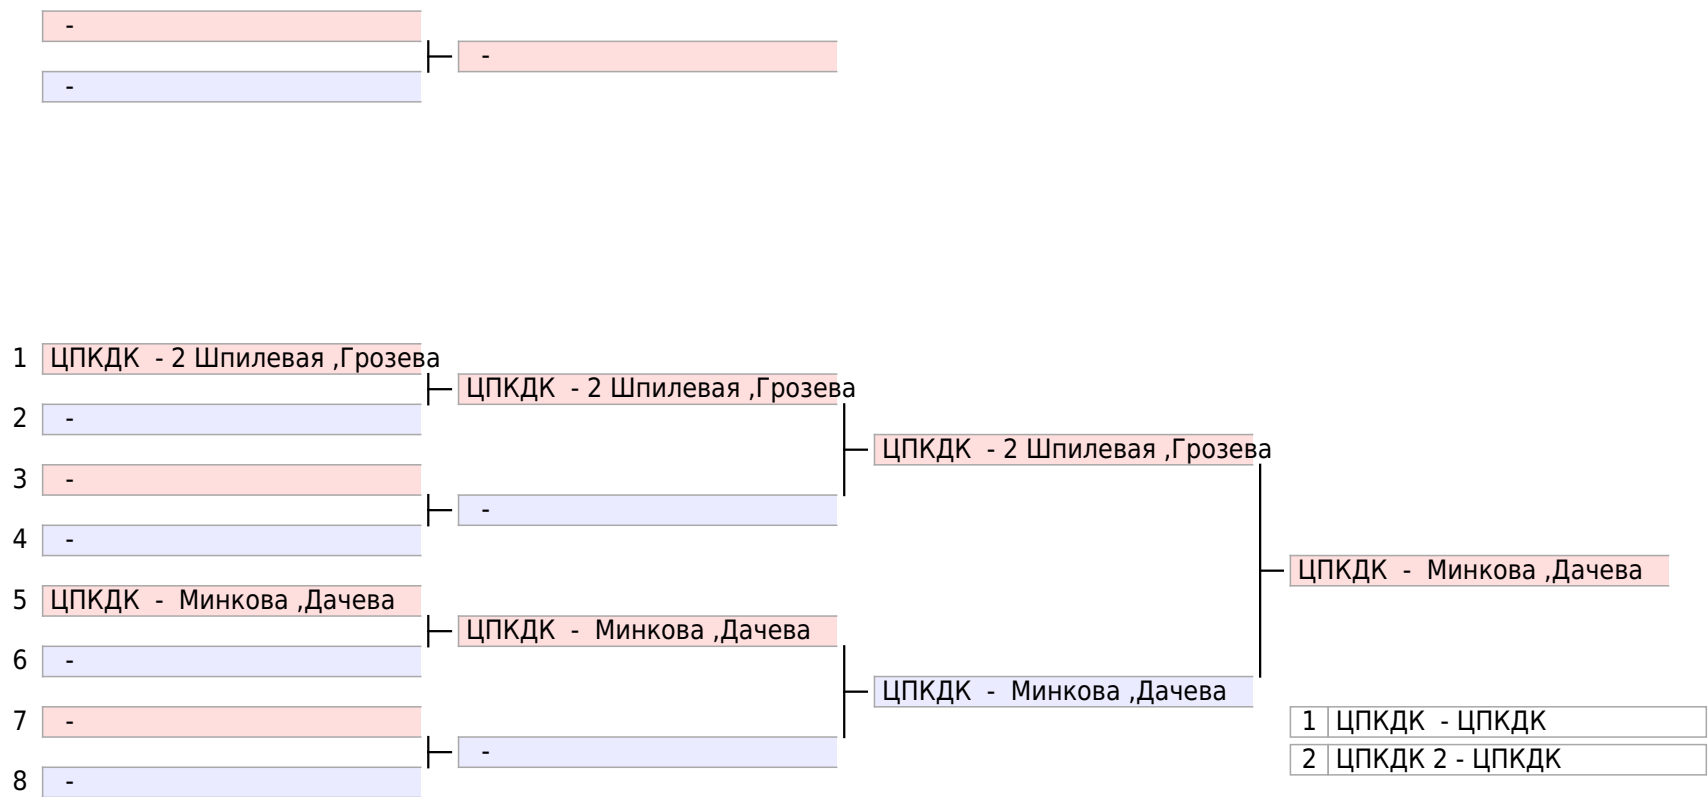 -
-
-
1 ЦПКДК - 2 Шпилевая ,Грозева
ЦПКДК - 2 Шпилевая ,Грозева
2 -
ЦПКДК - 2 Шпилевая ,Грозева
3 -
-
4 -
ЦПКДК - Минкова ,Дачева
5 ЦПКДК - Минкова ,Дачева
ЦПКДК - Минкова ,Дачева
6 -
ЦПКДК - Минкова ,Дачева
7 -
1 ЦПКДК - ЦПКДК
-
2 ЦПКДК 2 - ЦПКДК
8 -